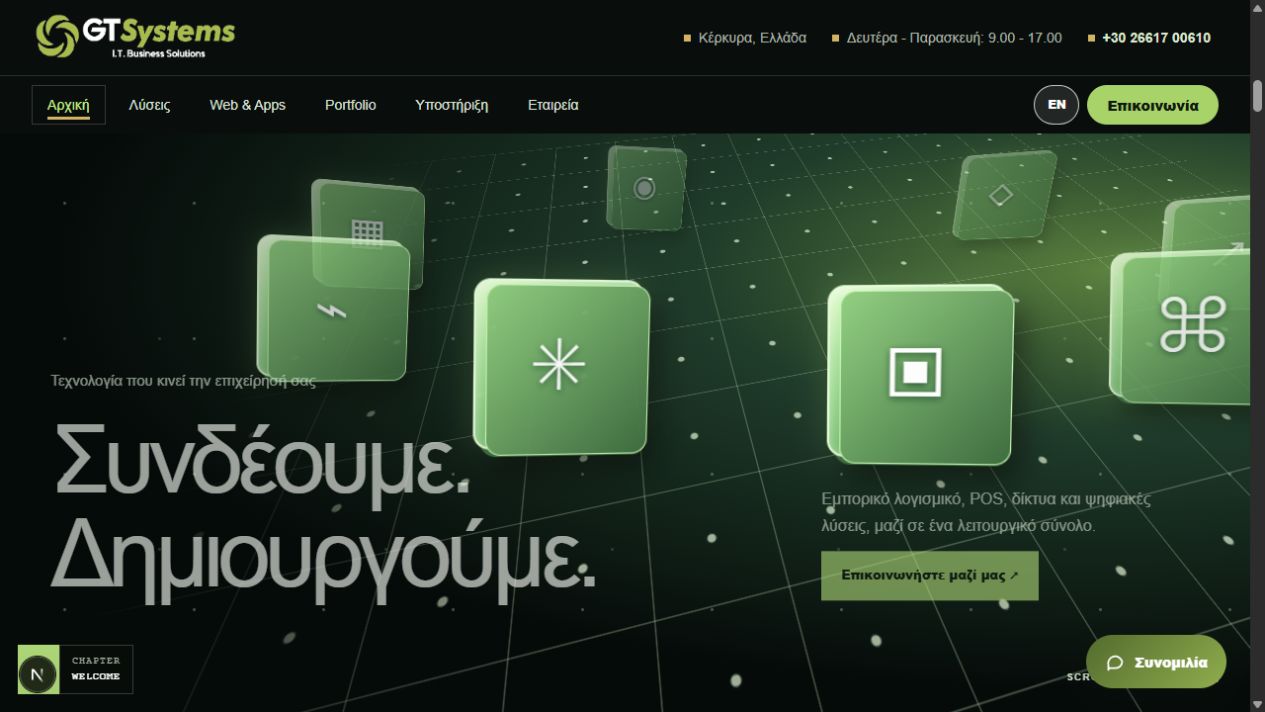 GTSystems
I.T. Business Solutions
Κέρκυρα, Ελλάδα
Δευτέρα - Παρασκευή: 9.00 - 17.00
+30 26617 00610
Αρχική
Λύσεις
Web & Apps
Portfolio
Υποστήριξη
Εταιρεία
EN
Επικοινωνία
Τεχνολογία που κινεί την επιχείρησή σας
Συνδέουμε.
Δημιουργούμε.
Εμπορικό λογισμικό, POS, δίκτυα και ψηφιακές
λύσεις, μαζί σε ένα λειτουργικό σύνολο.
Επικοινωνήστε μαζί μας ↗
N
CHAPTER
WELCOME
Συνομιλία